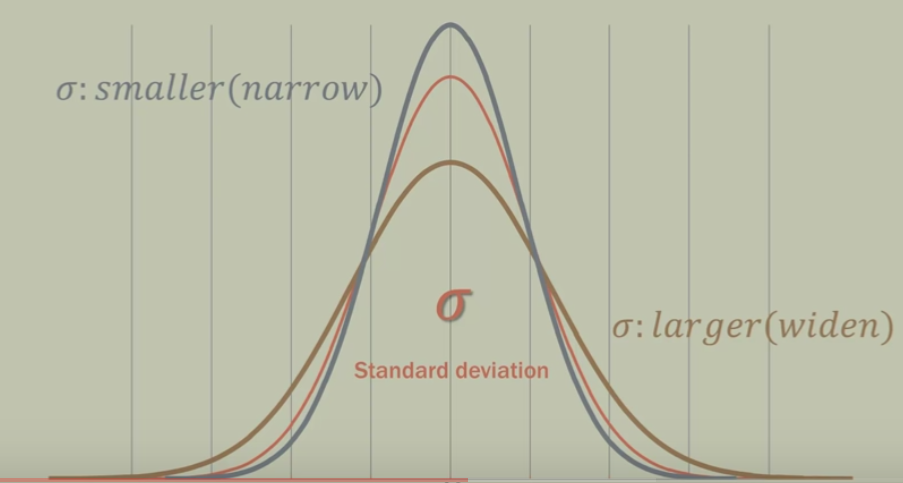 σ: smaller(narrow)
σ
σ: larger(widen)
Standard deviation